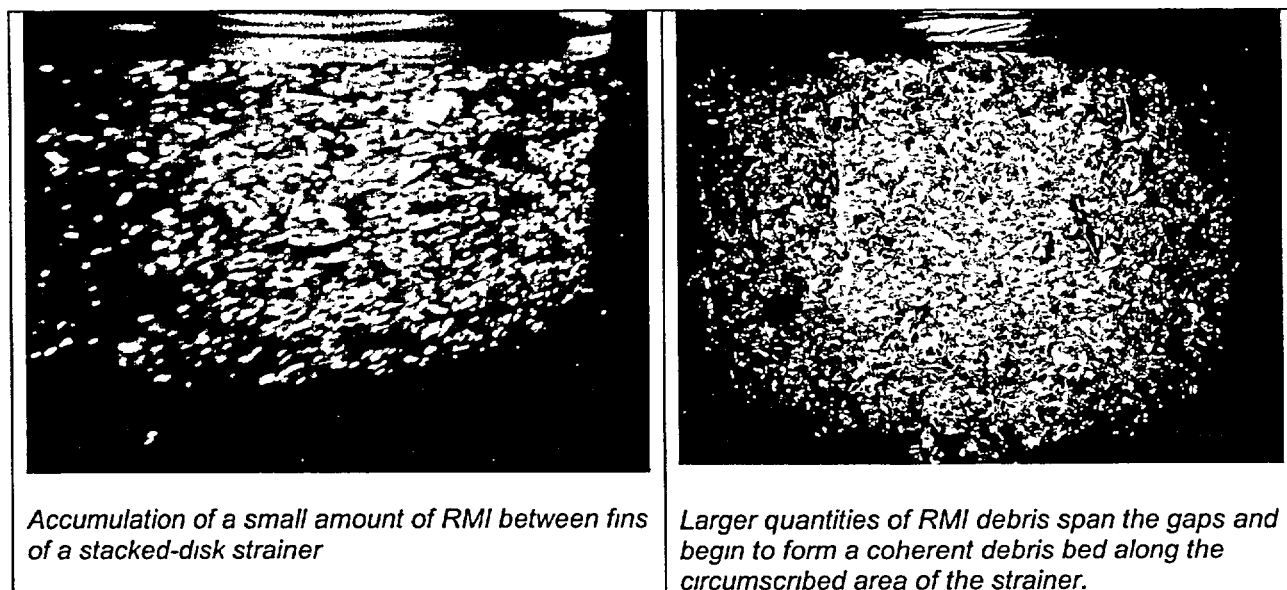 Accumulation of a small amount of RMI between fins
of a stacked-disk strainer
Larger quantities of RMI debris span the gaps and
begin to form a coherent debris bed along the
circumscribed area of the strainer.